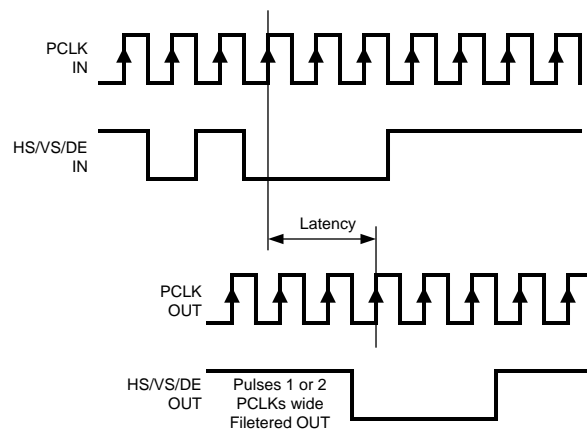 PCLK
IN
HS/VS/DE
IN
Latency
PCLK
OUT
HS/VS/DE
OUT
Pulses 1 or 2
PCLKs wide
Filetered OUT